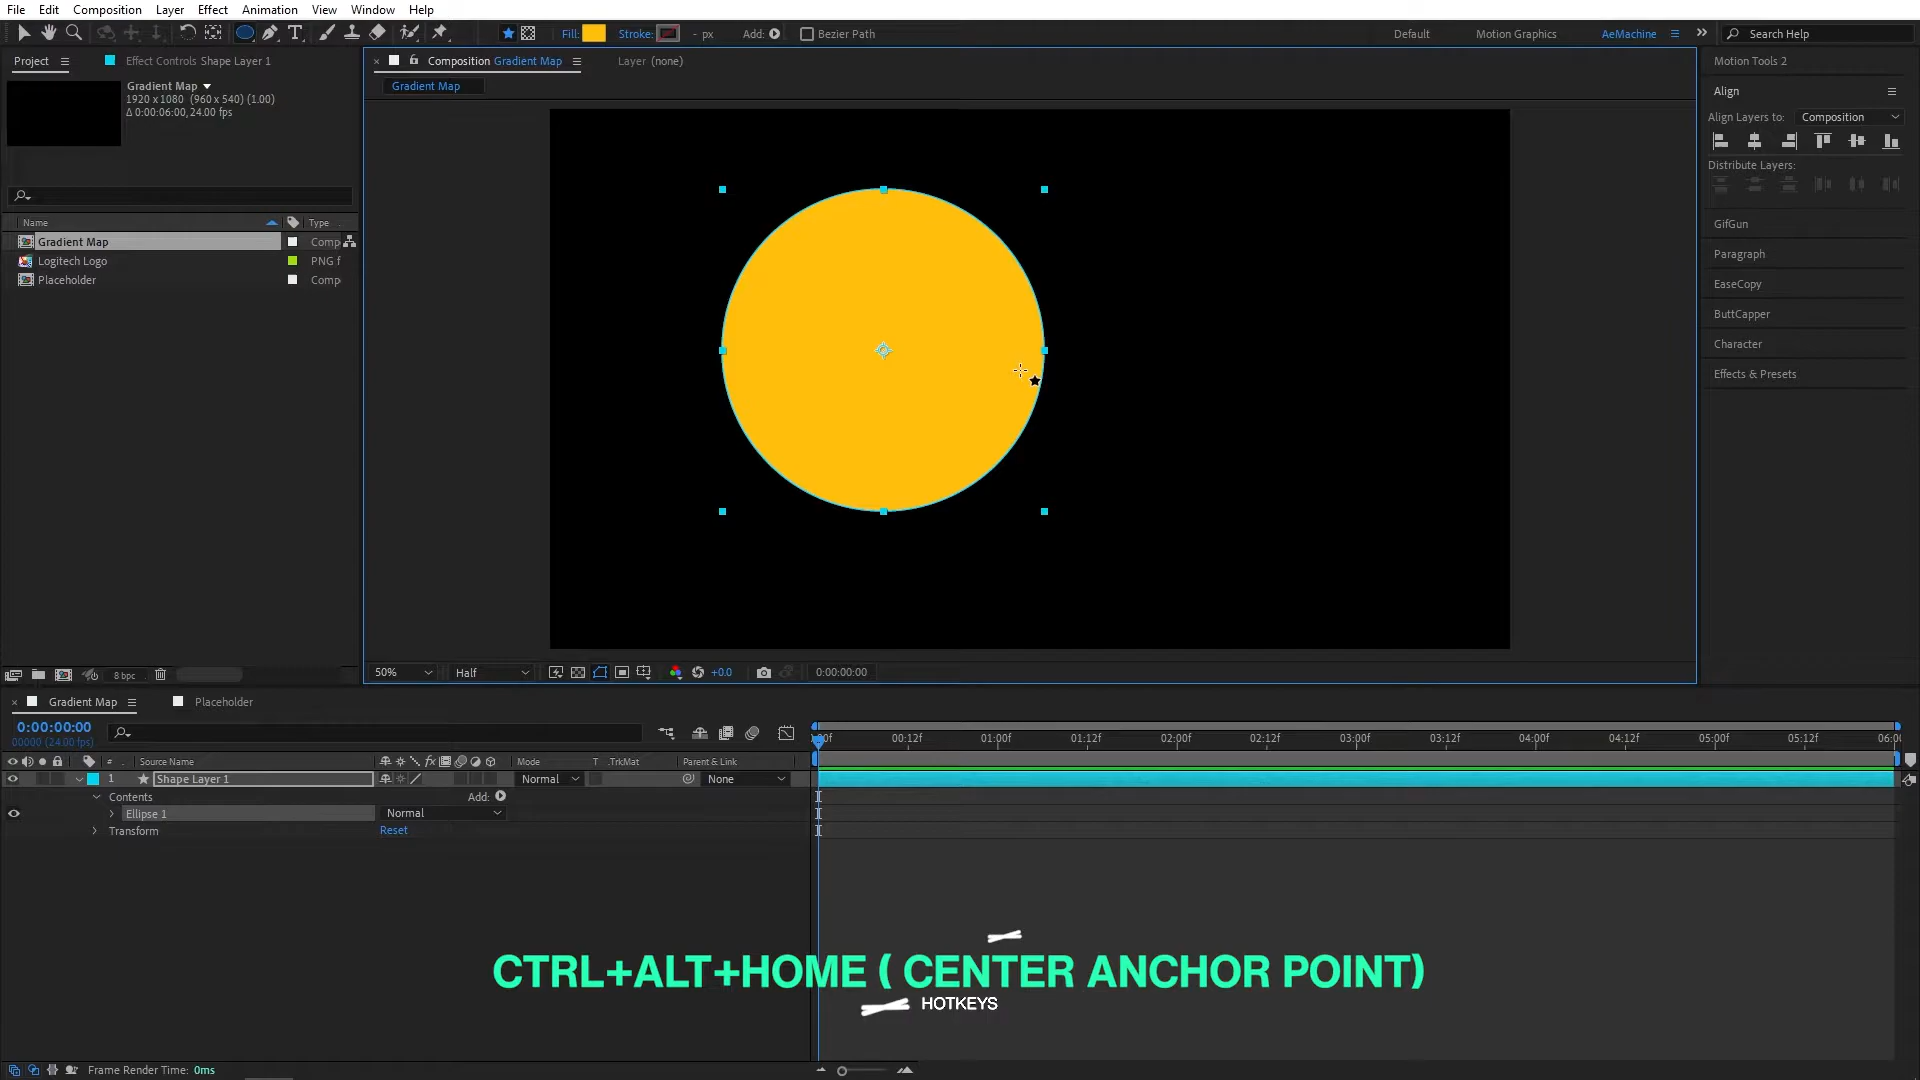 File Edit Composition Layer Effect Animation View Window Help
Fill: Stroke: - px Add: Bezier Path Default Motion Graphics AeMachine Search Help
Project Effect Controls Shape Layer 1
Gradient Map
1920 x 1080 (960 x 540) (1.00)
Δ 0:00:06:00, 24.00 fps
Name Type
Gradient Map Comp
Logitech Logo PNG f
Placeholder Comp
8 bpc
Composition Gradient Map Layer (none)
Gradient Map
50% Half +0.0 0:00:00:00
Motion Tools 2
Align
Align Layers to: Composition
Distribute Layers:
GifGun
Paragraph
EaseCopy
ButtCapper
Character
Effects & Presets
Gradient Map Placeholder
0:00:00:00
00000 (24.00 fps)
:00f 00:12f 01:00f 01:12f 02:00f 02:12f 03:00f 03:12f 04:00f 04:12f 05:00f 05:12f 06:00
# Source Name fx Mode T .TrkMat Parent & Link
1 Shape Layer 1 Normal None
Contents Add:
Ellipse 1 Normal
Transform Reset
CTRL+ALT+HOME ( CENTER ANCHOR POINT)
HOTKEYS
Frame Render Time: 0ms